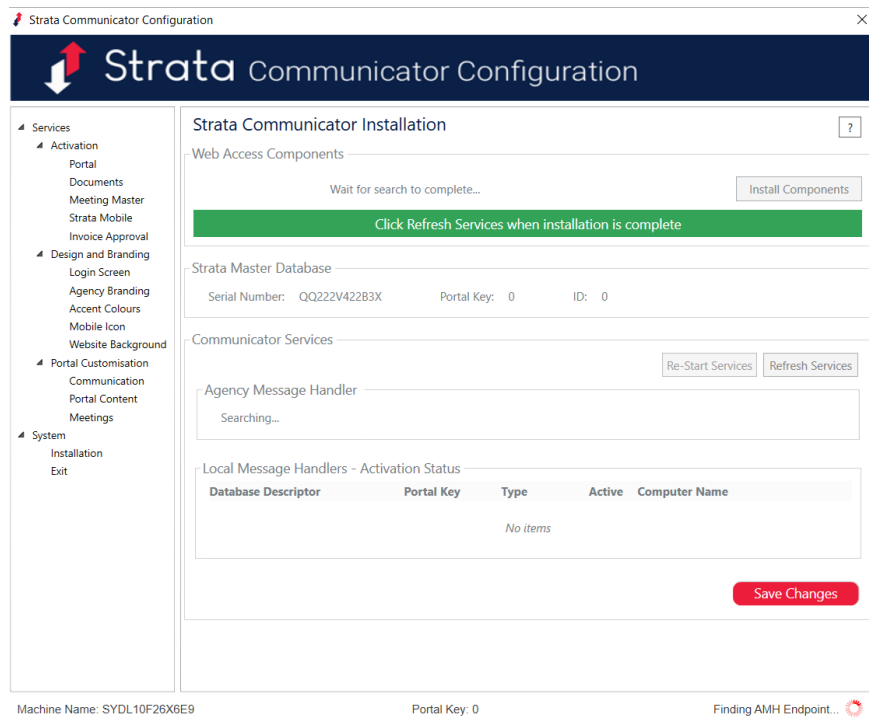 Strata Communicator Configuration
Strata Communicator Configuration
Services
Activation
Portal
Documents
Meeting Master
Strata Mobile
Invoice Approval
Design and Branding
Login Screen
Agency Branding
Accent Colours
Mobile Icon
Website Background
Portal Customisation
Communication
Portal Content
Meetings
System
Installation
Exit
Strata Communicator Installation
?
Web Access Components
Wait for search to complete...
Install Components
Click Refresh Services when installation is complete
Strata Master Database
Serial Number: QQ222V422B3X Portal Key: 0 ID: 0
Communicator Services
Re-Start Services Refresh Services
Agency Message Handler
Searching...
Local Message Handlers - Activation Status
Database Descriptor Portal Key Type Active Computer Name
No items
Save Changes
Machine Name: SYDL10F26X6E9 Portal Key: 0 Finding AMH Endpoint...